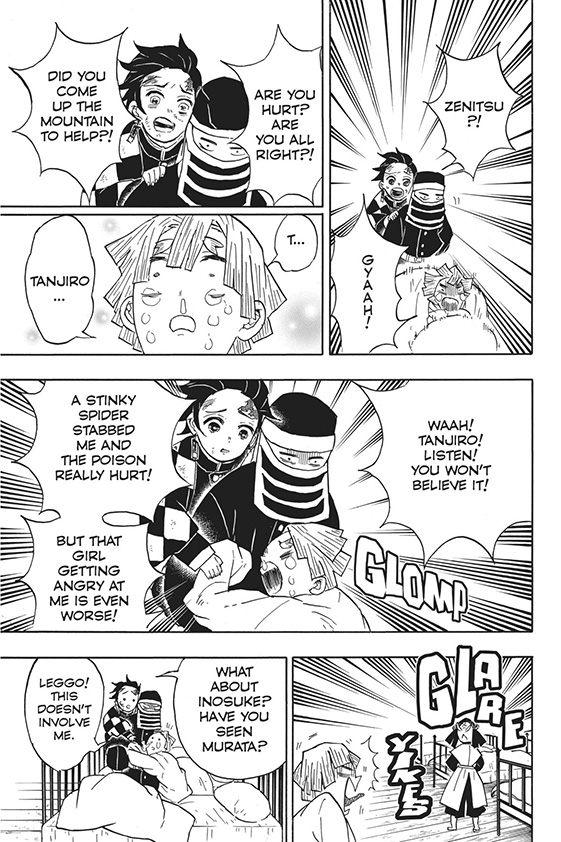 ZENITSU
?!
GYAAH!
ARE YOU
HURT?
ARE
YOU ALL
RIGHT?!
DID YOU
COME
UP THE
MOUNTAIN
TO HELP?!
T...
TANJIRO
...
WAAH!
TANJIRO!
LISTEN!
YOU WON'T
BELIEVE IT!
A STINKY
SPIDER
STABBED
ME AND
THE POISON
REALLY HURT!
BUT THAT
GIRL
GETTING
ANGRY AT
ME IS EVEN
WORSE!
GLOMP
GLARE
YIKES
WHAT
ABOUT
INOSUKE?
HAVE YOU
SEEN
MURATA?
LEGGO!
THIS
DOESN'T
INVOLVE
ME.